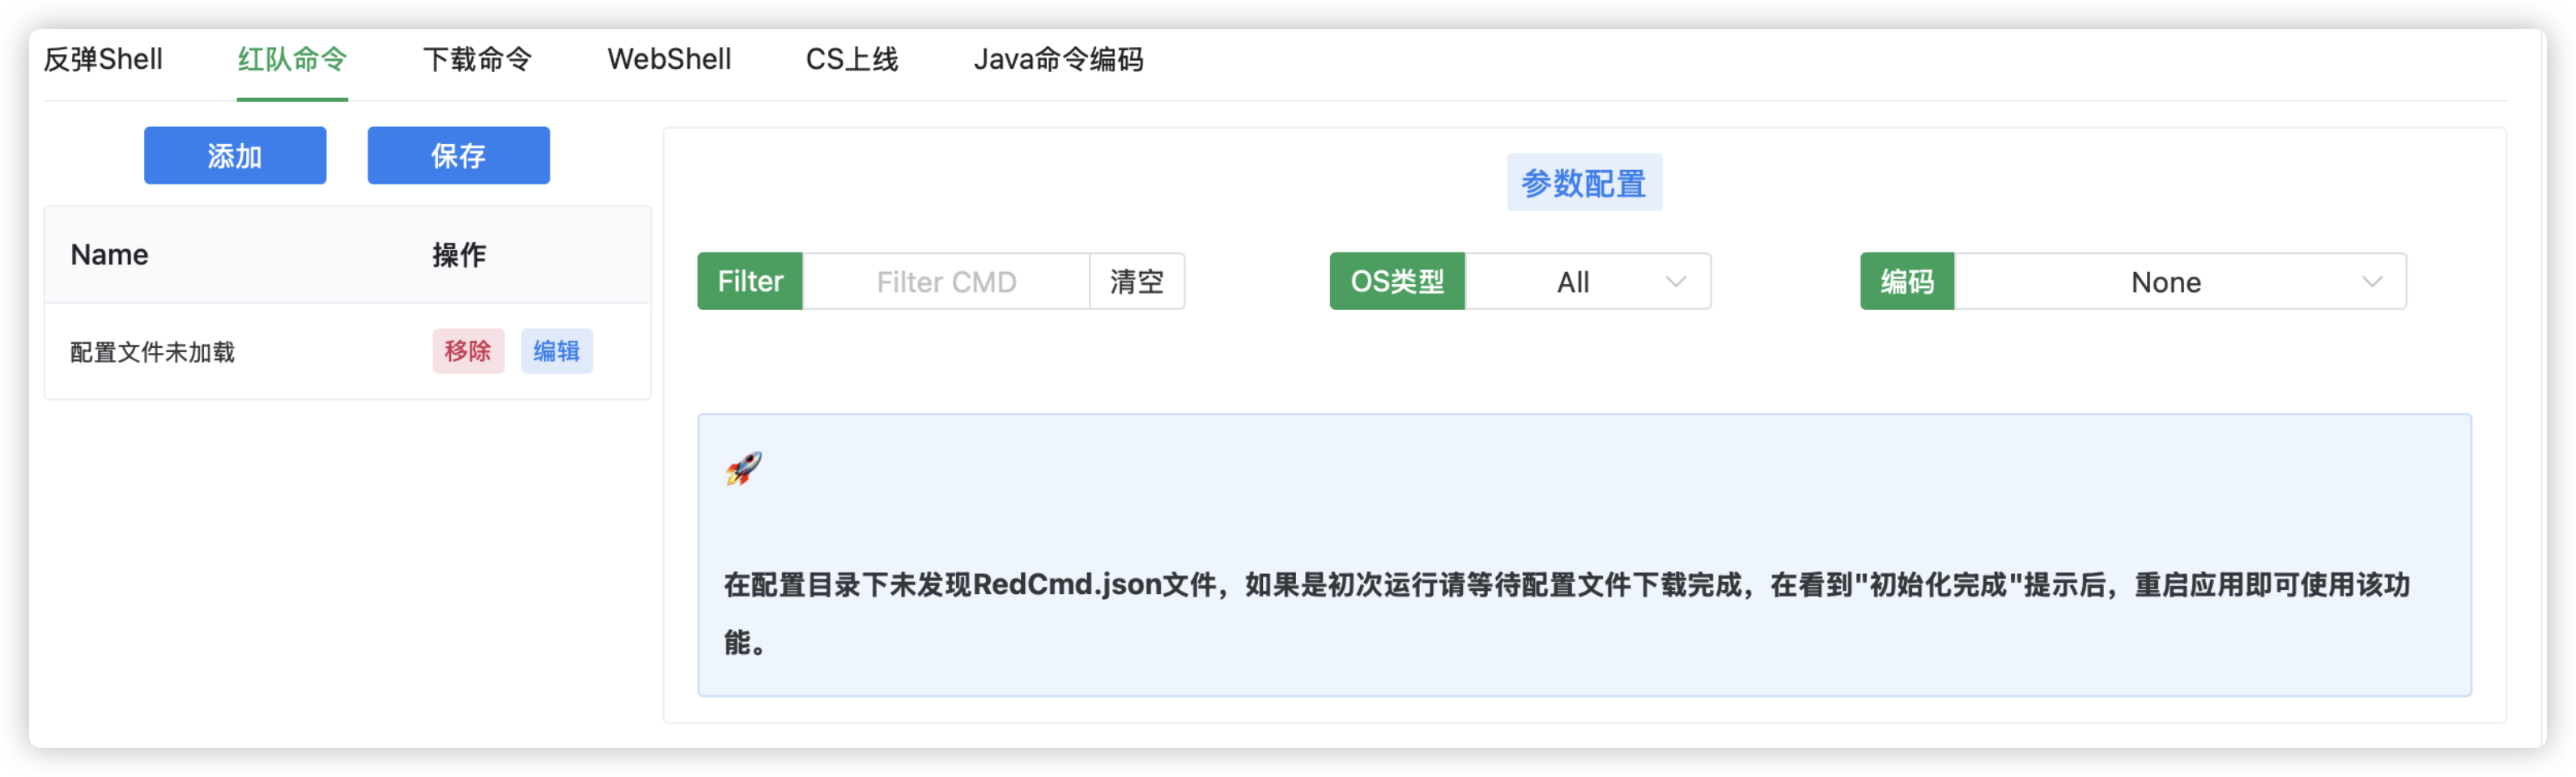 反弹Shell 红队命令 下载命令 WebShell CS上线 Java命令编码
添加 保存
Name 操作
配置文件未加载 移除 编辑
参数配置
Filter Filter CMD 清空 OS类型 All 编码 None
在配置目录下未发现RedCmd.json文件，如果是初次运行请等待配置文件下载完成，在看到"初始化完成"提示后，重启应用即可使用该功
能。